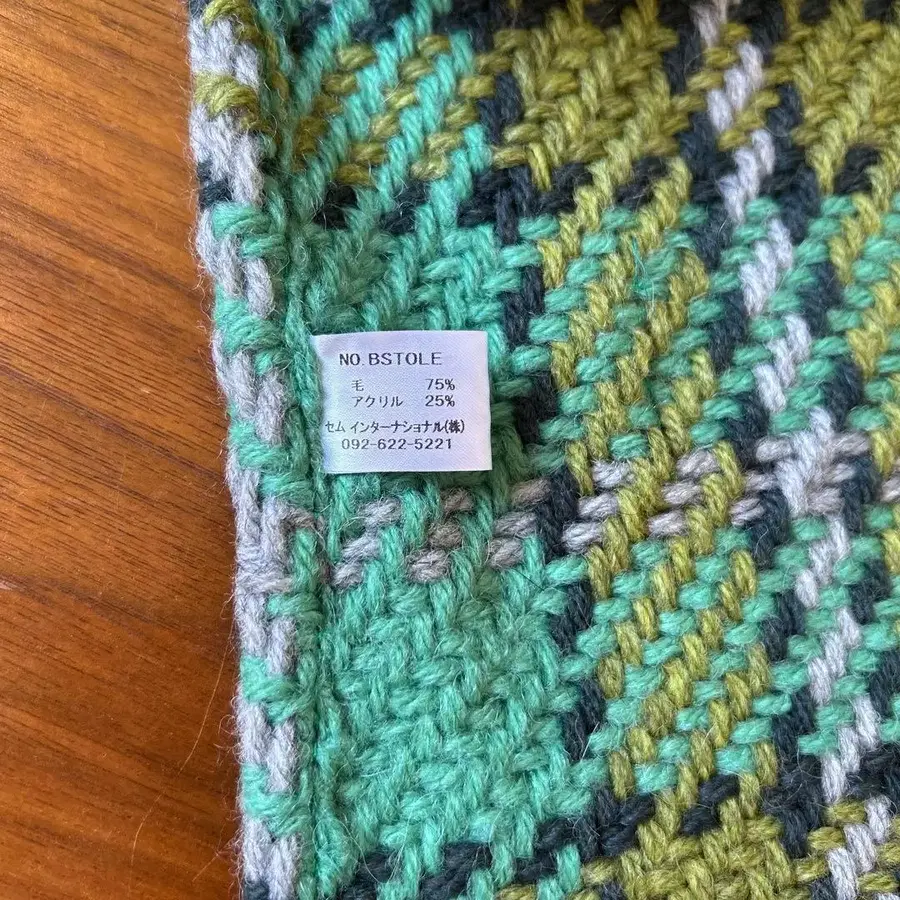 NO.BSTOLE
毛 75%
アクリル 25%
セム インターナショナル(株)
092-622-5221